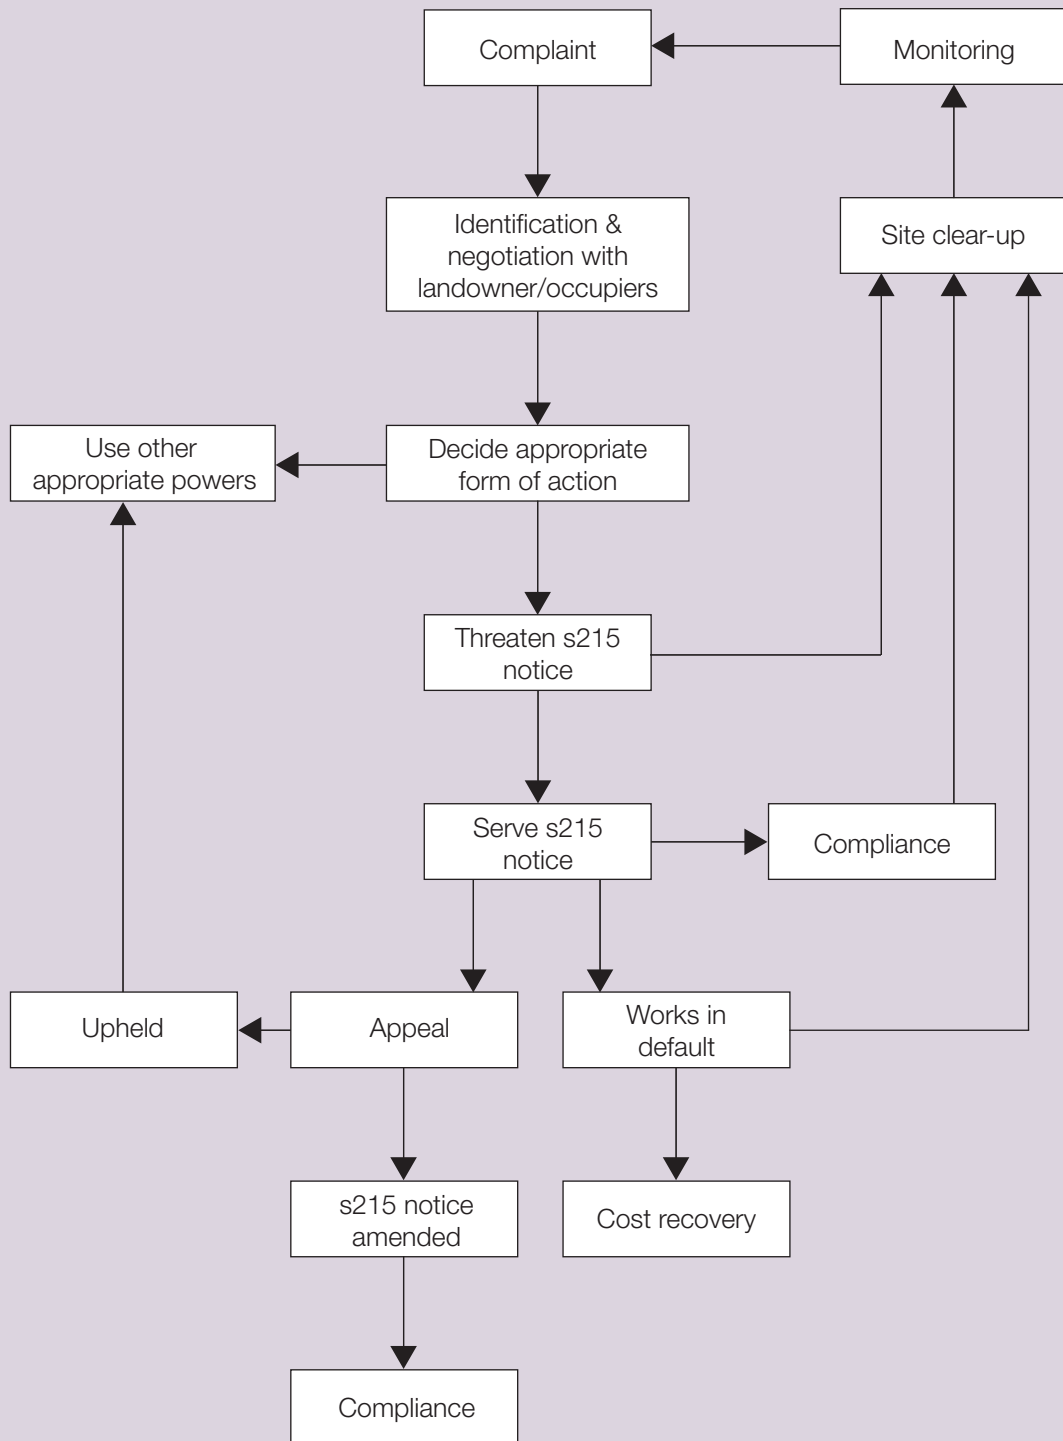 Complaint
Monitoring
Identification &
negotiation with
landowner/occupiers
Site clear-up
Use other
appropriate powers
Decide appropriate
form of action
Threaten s215
notice
Serve s215
notice
Compliance
Upheld
Appeal
Works in
default
s215 notice
amended
Cost recovery
Compliance